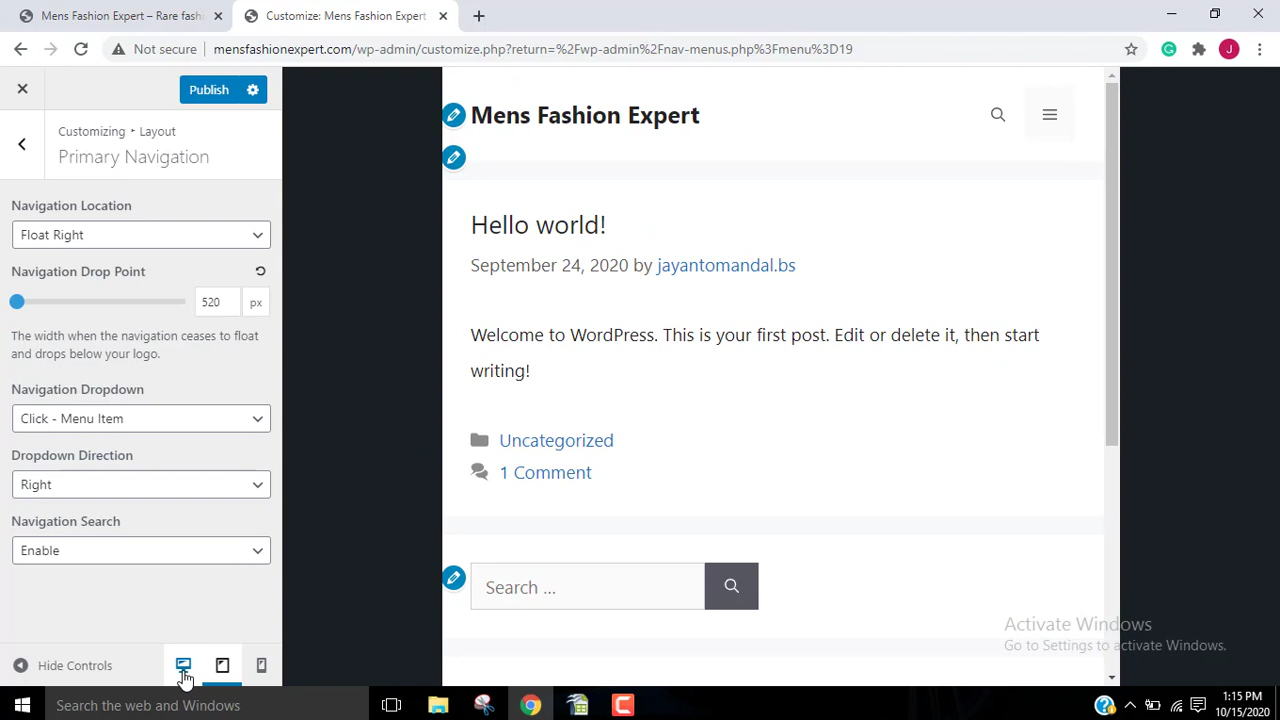 Mens Fashion Expert – Rare fash
Customize: Mens Fashion Expert
Not secure
mensfashionexpert.com/wp-admin/customize.php?return=%2Fwp-admin%2Fnav-menus.php%3Fmenu%3D19
J
Publish
Customizing ▸ Layout
Primary Navigation
Navigation Location
Float Right
Navigation Drop Point
520
px
The width when the navigation ceases to float
and drops below your logo.
Navigation Dropdown
Click - Menu Item
Dropdown Direction
Right
Navigation Search
Enable
Hide Controls
Mens Fashion Expert
Hello world!
September 24, 2020 by jayantomandal.bs
Welcome to WordPress. This is your first post. Edit or delete it, then start
writing!
Uncategorized
1 Comment
Search ...
Activate Windows
Go to Settings to activate Windows.
Search the web and Windows
1:15 PM
10/15/2020